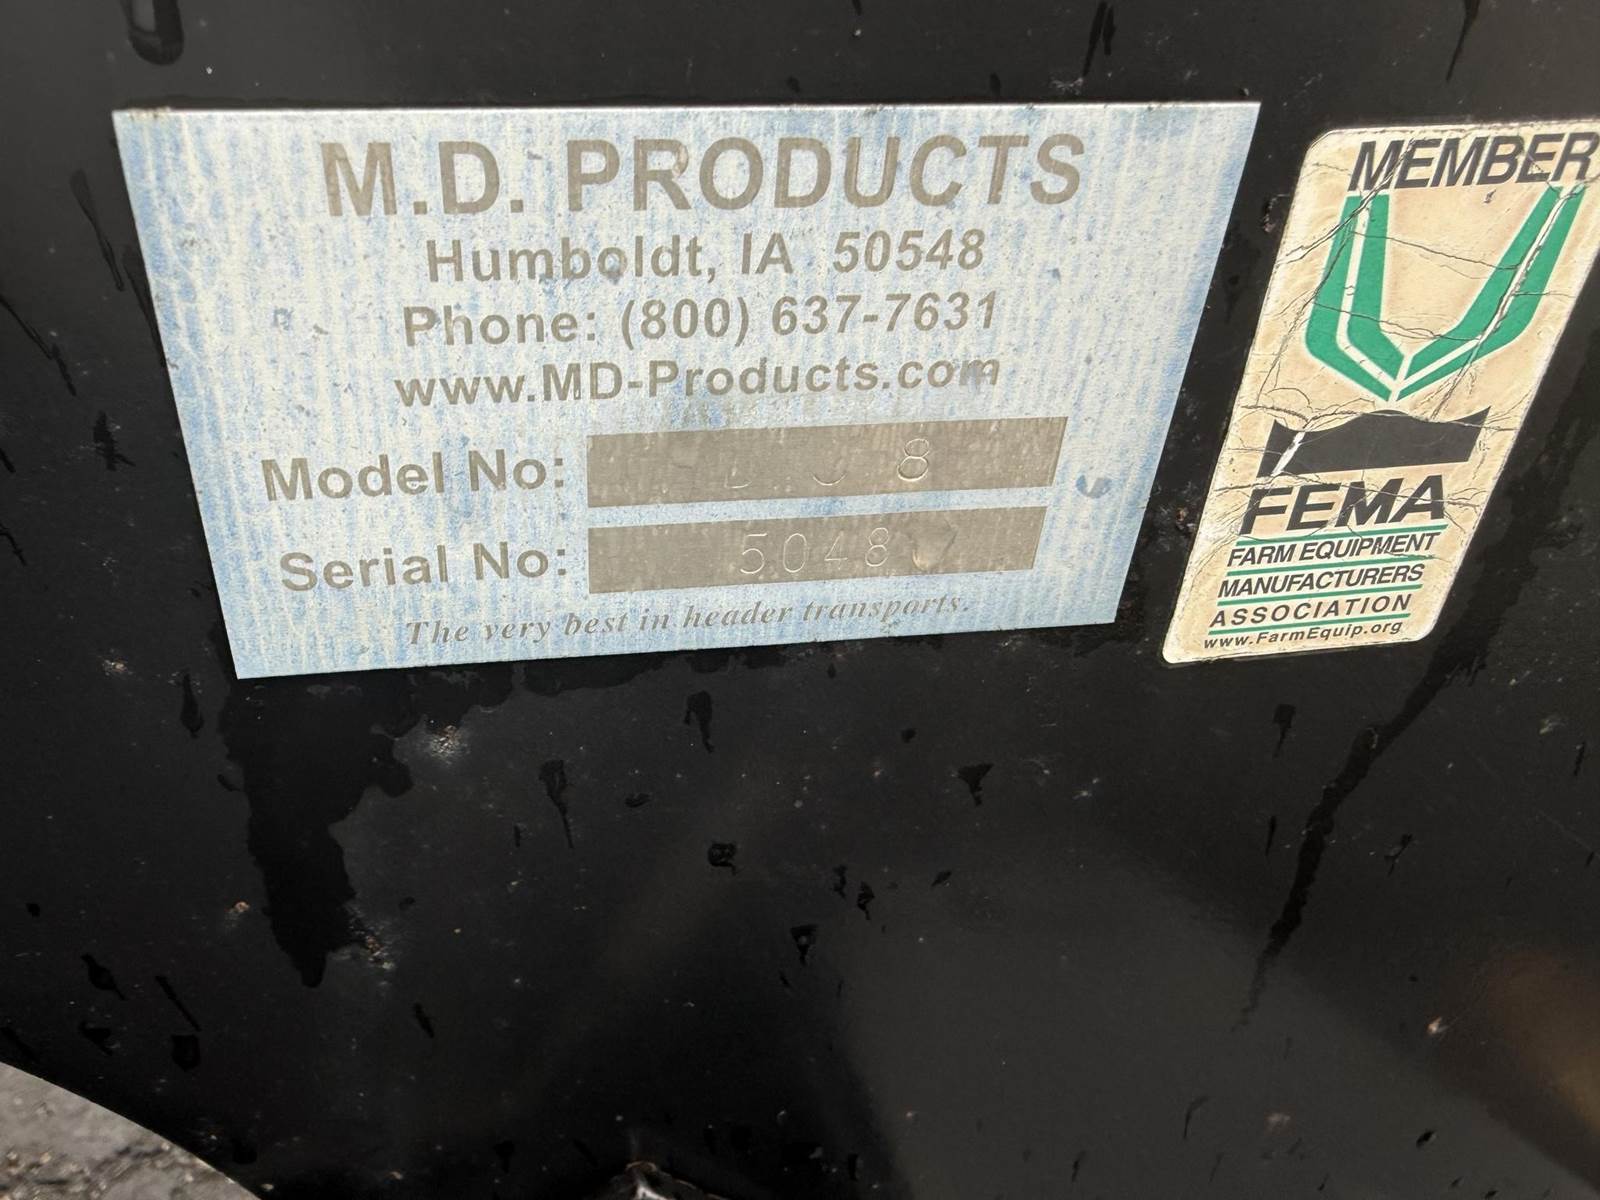 M.D. PRODUCTS
Humboldt, IA 50548
Phone: (800) 637-7631
www.MD-Products.com
Model No:
Serial No: 5048
The very best in header transports.
MEMBER
FEMA
FARM EQUIPMENT
MANUFACTURERS
ASSOCIATION
www.FarmEquip.org